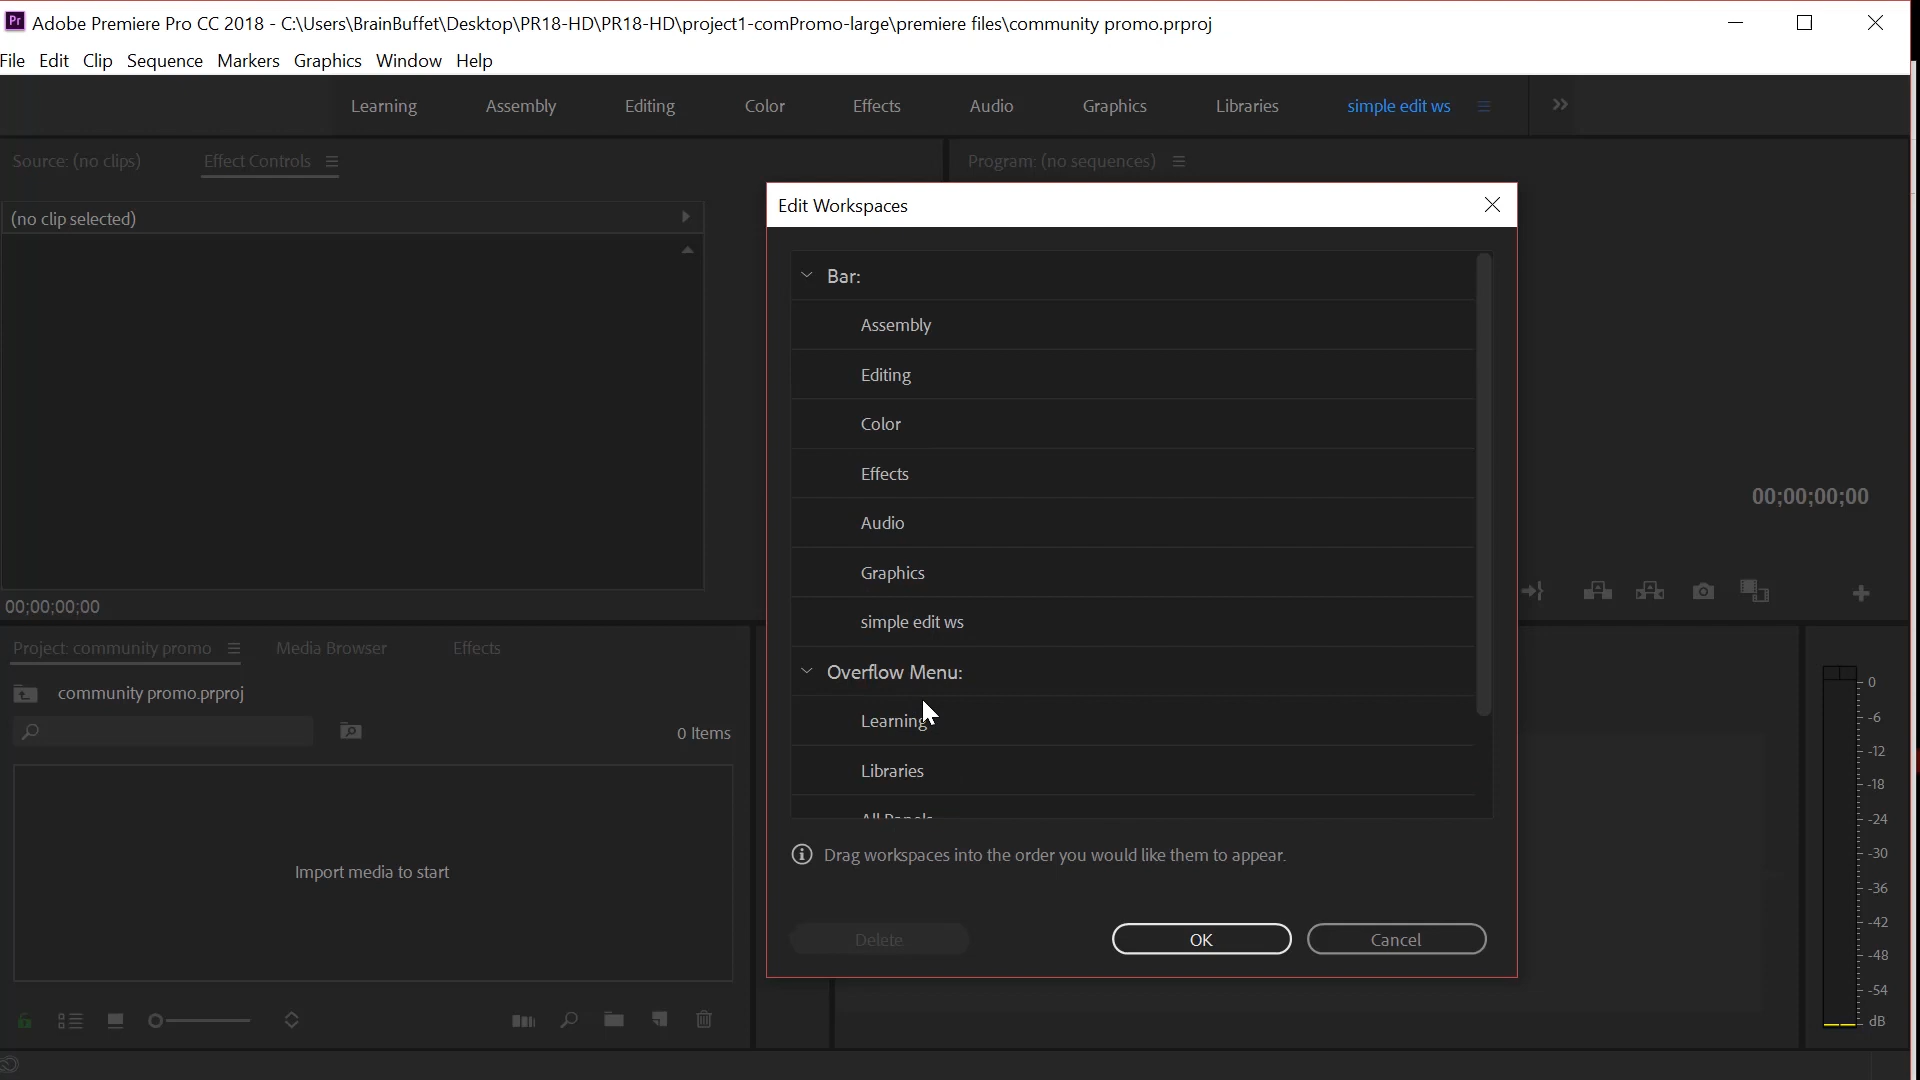 Pr Adobe Premiere Pro CC 2018 - C:\Users\BrainBuffet\Desktop\PR18-HD\PR18-HD\project1-comPromo-large\premiere files\community promo.prproj
File Edit Clip Sequence Markers Graphics Window Help
Learning Assembly Editing Color Effects Audio Graphics Libraries simple edit ws
Source: (no clips) Effect Controls Program: (no sequences)
Edit Workspaces
(no clip selected)
Bar:
Assembly
Editing
Color
Effects
Audio
Graphics
simple edit ws
Overflow Menu:
Learning
Libraries
All Panels
Drag workspaces into the order you would like them to appear.
Delete OK Cancel
00;00;00;00
00;00;00;00
Project: community promo Media Browser Effects
community promo.prproj
0 Items
Import media to start
0
-6
-12
-18
-24
-30
-36
-42
-48
-54
dB